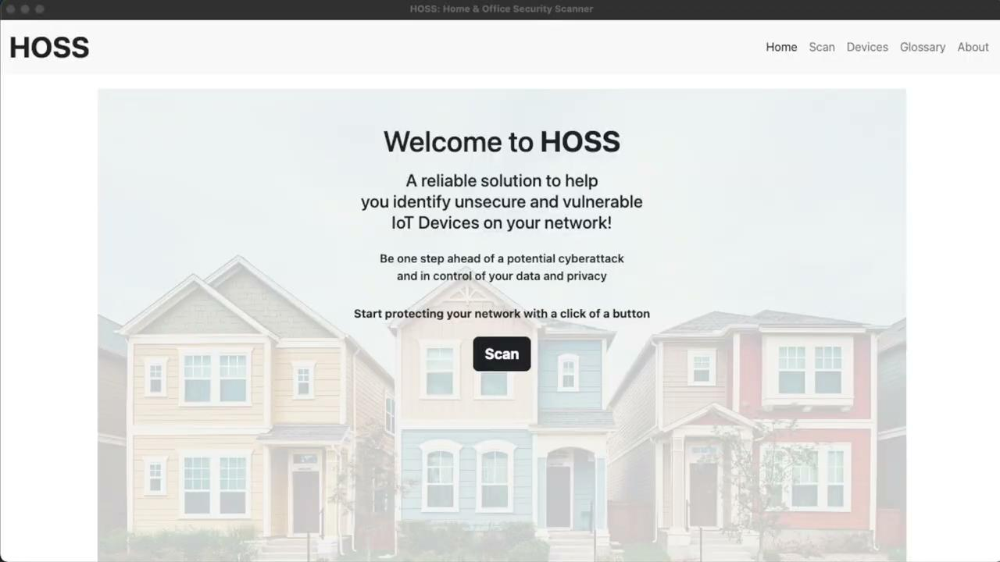 HOSS: Home & Office Security Scanner
HOSS
Home Scan Devices Glossary About
Welcome to HOSS
A reliable solution to help
you identify unsecure and vulnerable
IoT Devices on your network!
Be one step ahead of a potential cyberattack
and in control of your data and privacy
Start protecting your network with a click of a button
Scan